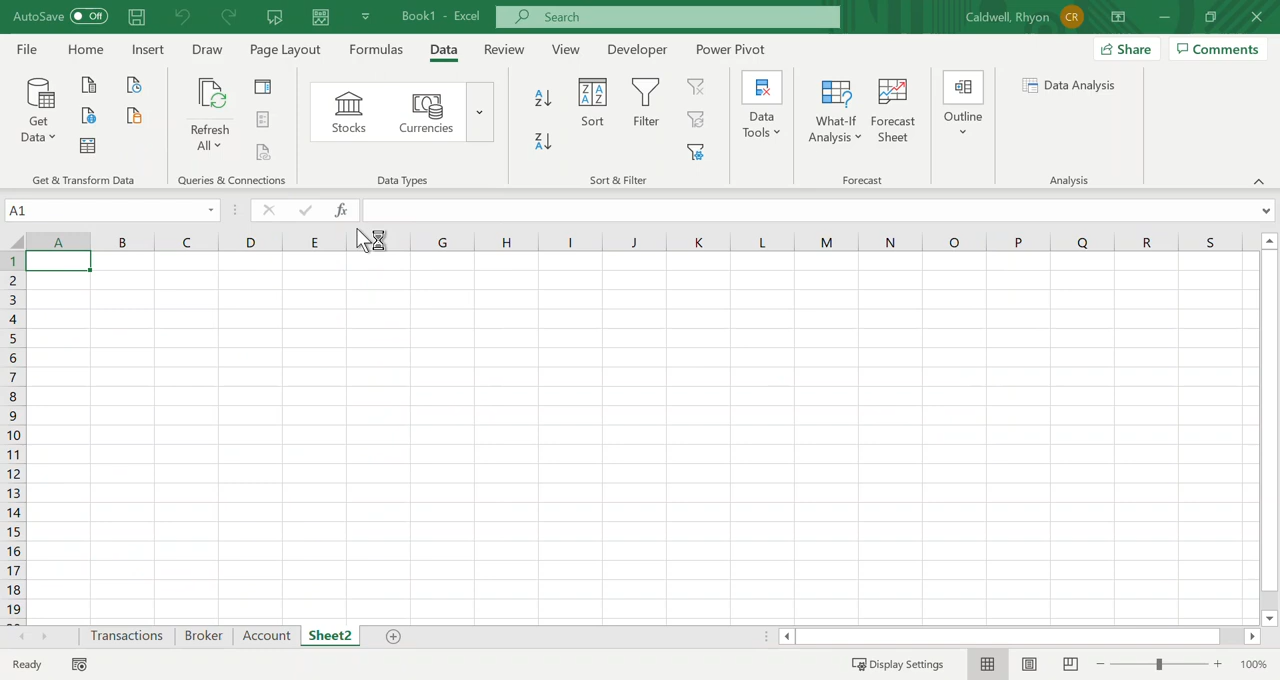 AutoSave Off Book1 - Excel Search Caldwell, Rhyon CR
File Home Insert Draw Page Layout Formulas Data Review View Developer Power Pivot Share Comments
Get Data
Refresh All
Stocks
Currencies
Sort
Filter
Data Tools
What-If Analysis
Forecast Sheet
Outline
Data Analysis
Get & Transform Data Queries & Connections Data Types Sort & Filter Forecast Analysis
A1 fx
A B C D E G H I J K L M N O P Q R S
1
2
3
4
5
6
7
8
9
10
11
12
13
14
15
16
17
18
19
Transactions Broker Account Sheet2
Ready Display Settings 100%